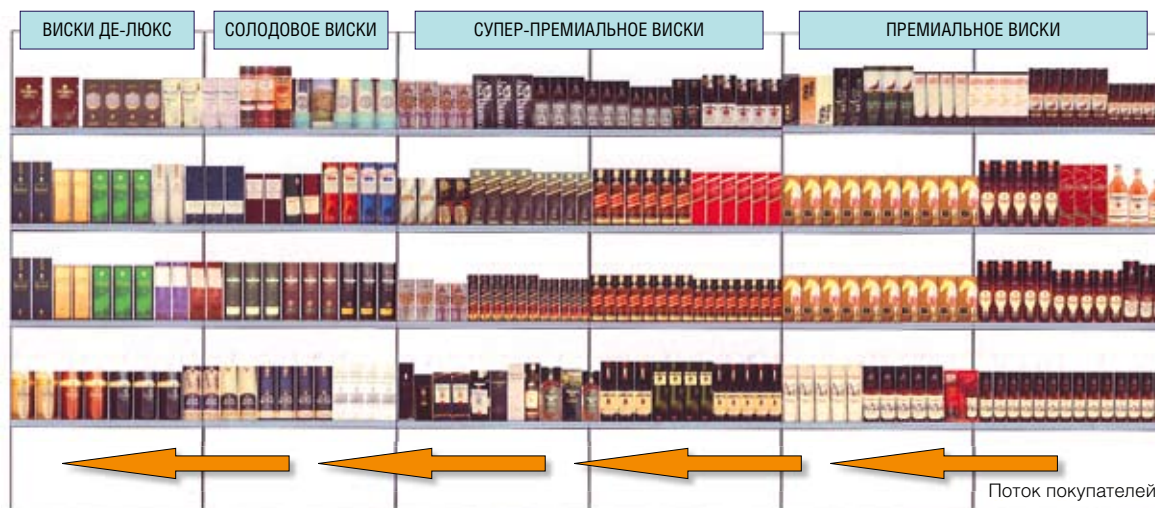 ВИСКИ ДЕ-ЛЮКС
СОЛОДОВОЕ ВИСКИ
СУПЕР-ПРЕМИАЛЬНОЕ ВИСКИ
ПРЕМИАЛЬНОЕ ВИСКИ
Поток покупателей